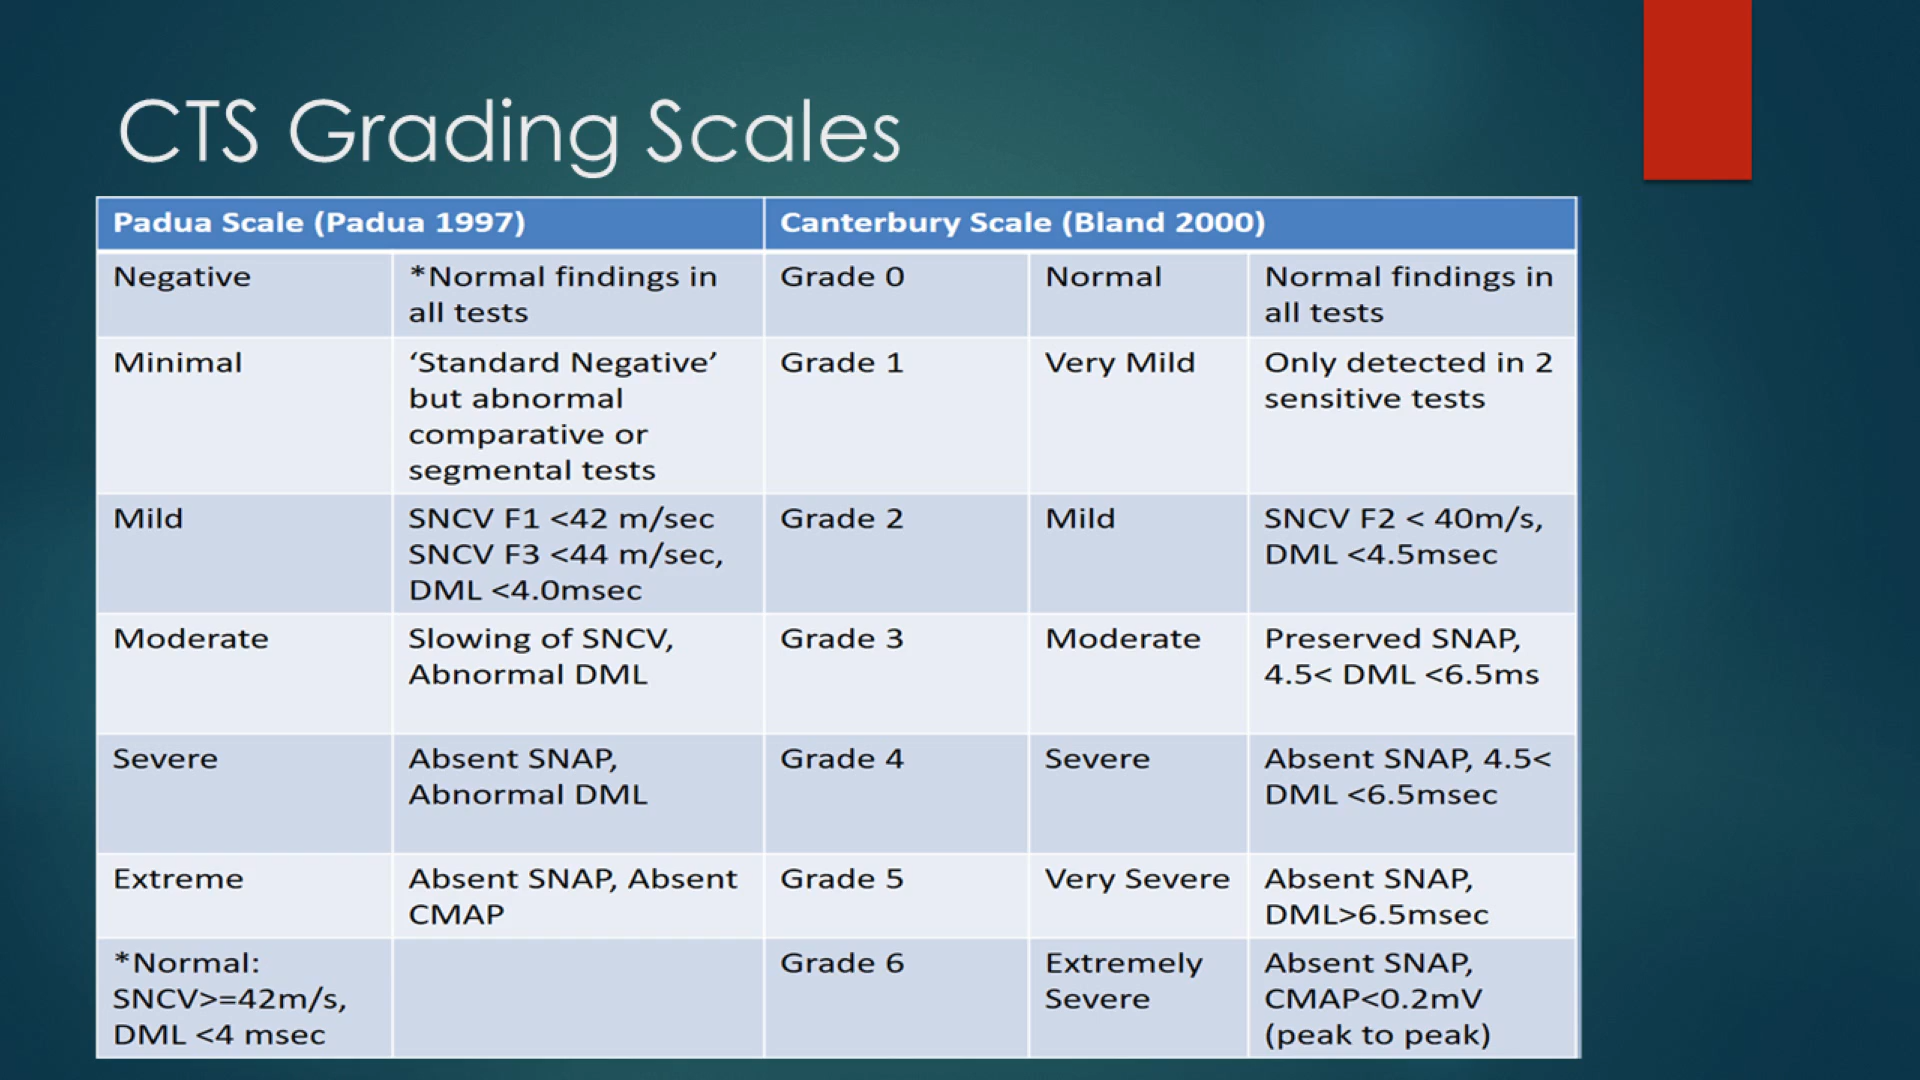 CTS Grading Scales
Padua Scale (Padua 1997)
Canterbury Scale (Bland 2000)
Negative
*Normal findings in
all tests
Grade 0
Normal
Normal findings in
all tests
Minimal
‘Standard Negative’
but abnormal
comparative or
segmental tests
Grade 1
Very Mild
Only detected in 2
sensitive tests
Mild
SNCV F1 <42 m/sec
SNCV F3 <44 m/sec,
DML <4.0msec
Grade 2
Mild
SNCV F2 < 40m/s,
DML <4.5msec
Moderate
Slowing of SNCV,
Abnormal DML
Grade 3
Moderate
Preserved SNAP,
4.5< DML <6.5ms
Severe
Absent SNAP,
Abnormal DML
Grade 4
Severe
Absent SNAP, 4.5<
DML <6.5msec
Extreme
Absent SNAP, Absent
CMAP
Grade 5
Very Severe
Absent SNAP,
DML>6.5msec
*Normal:
SNCV>=42m/s,
DML <4 msec
Grade 6
Extremely
Severe
Absent SNAP,
CMAP<0.2mV
(peak to peak)